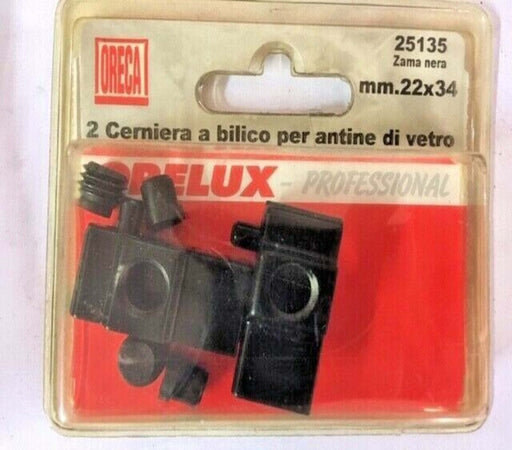 ORECA
25135
Zama nera
mm.22x34
2 Cerniera a bilico per antine di vetro
ORELUX - PROFESSIONAL